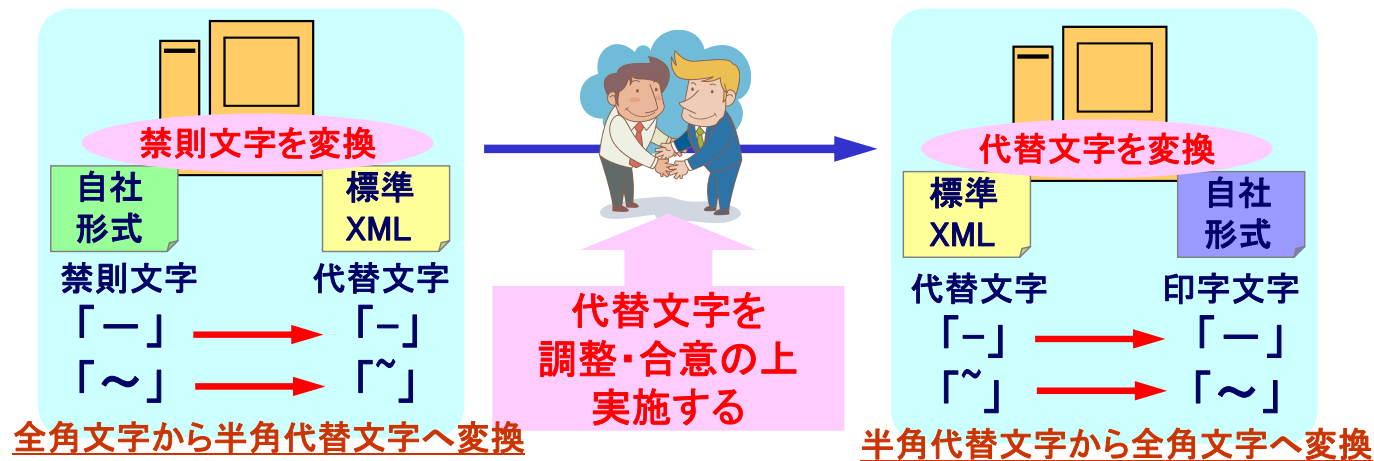 禁則文字を変換
自社
形式
標準
XML
禁則文字
代替文字
「―」
「-」
「～」
「~」
全角文字から半角代替文字へ変換
代替文字を
調整・合意の上
実施する
代替文字を変換
標準
XML
自社
形式
代替文字
印字文字
「-」
「―」
「~」
「～」
半角代替文字から全角文字へ変換